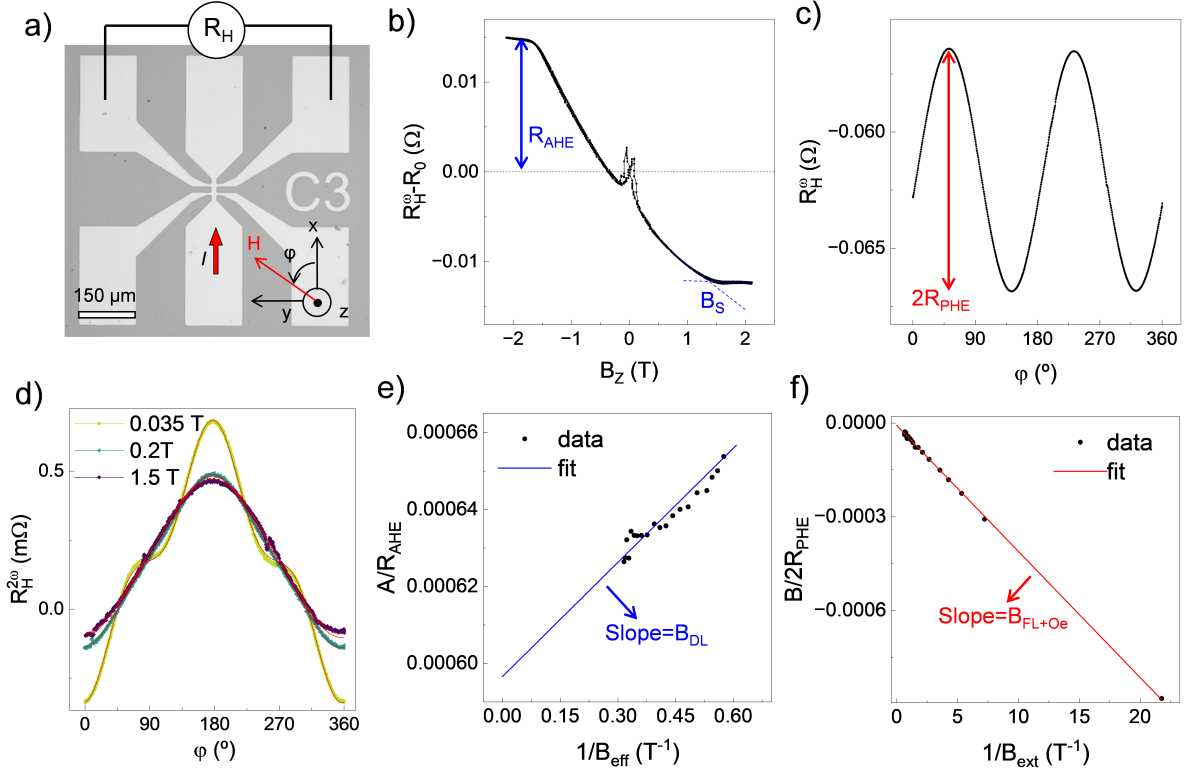 a)
R_H
C3
x
H
φ
I
y
z
150 μm
b)
R_H^ω-R_0 (Ω)
0.01
0.00
−0.01
R_AHE
B_S
−2
−1
0
1
2
B_Z (T)
c)
R_H^ω (Ω)
−0.060
−0.065
2R_PHE
0
90
180
270
360
φ (º)
d)
R_H^2ω (mΩ)
0.5
0.0
0.035 T
0.2T
1.5 T
0
90
180
270
360
φ (º)
e)
A/R_AHE
0.00066
0.00064
0.00062
0.00060
data
fit
Slope=B_DL
0.00
0.15
0.30
0.45
0.60
1/B_eff (T^-1)
f)
B/2R_PHE
0.0000
−0.0003
−0.0006
data
fit
Slope=B_FL+Oe
0
5
10
15
20
1/B_ext (T^-1)